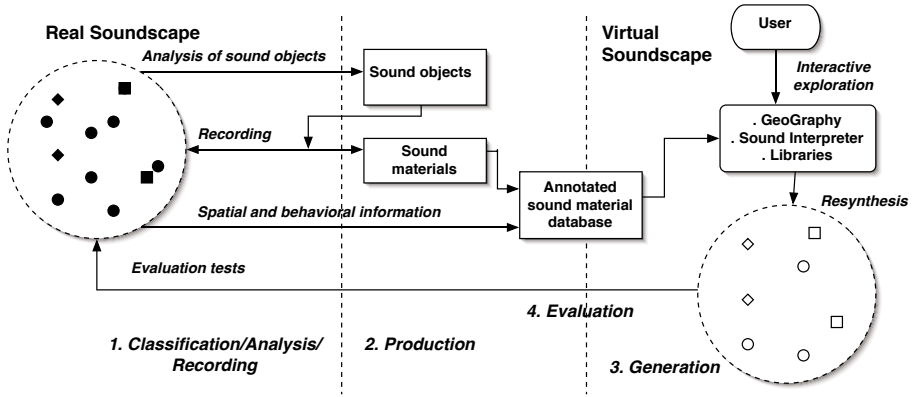 Real Soundscape
Analysis of sound objects
Sound objects
Recording
Sound
materials
Spatial and behavioral information
Annotated
sound material
database
Evaluation tests
Virtual
Soundscape
User
Interactive
exploration
. GeoGraphy
. Sound Interpreter
. Libraries
Resynthesis
4. Evaluation
1. Classification/Analysis/
Recording
2. Production
3. Generation